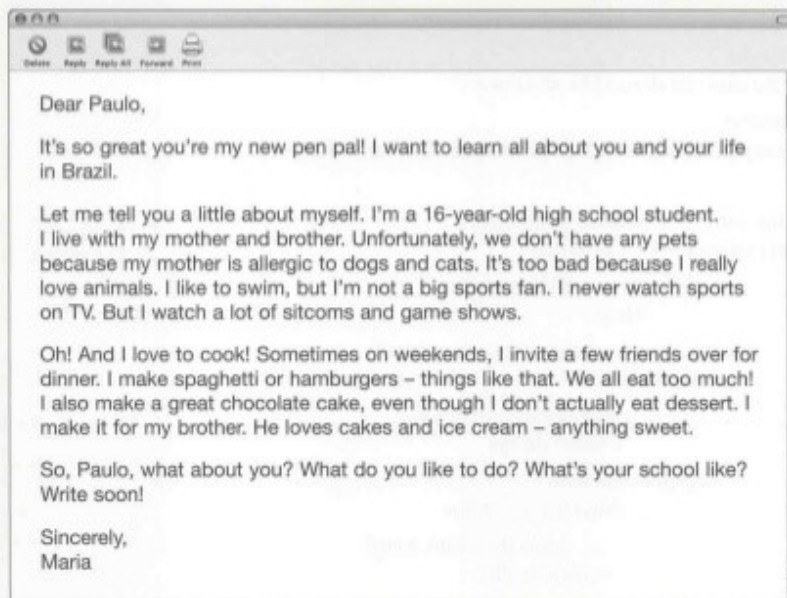 Delete Reply Reply All Forward Print
Dear Paulo,
It's so great you're my new pen pal! I want to learn all about you and your life
in Brazil.
Let me tell you a little about myself. I'm a 16-year-old high school student.
I live with my mother and brother. Unfortunately, we don't have any pets
because my mother is allergic to dogs and cats. It's too bad because I really
love animals. I like to swim, but I'm not a big sports fan. I never watch sports
on TV. But I watch a lot of sitcoms and game shows.
Oh! And I love to cook! Sometimes on weekends, I invite a few friends over for
dinner. I make spaghetti or hamburgers – things like that. We all eat too much!
I also make a great chocolate cake, even though I don't actually eat dessert. I
make it for my brother. He loves cakes and ice cream – anything sweet.
So, Paulo, what about you? What do you like to do? What's your school like?
Write soon!
Sincerely,
Maria